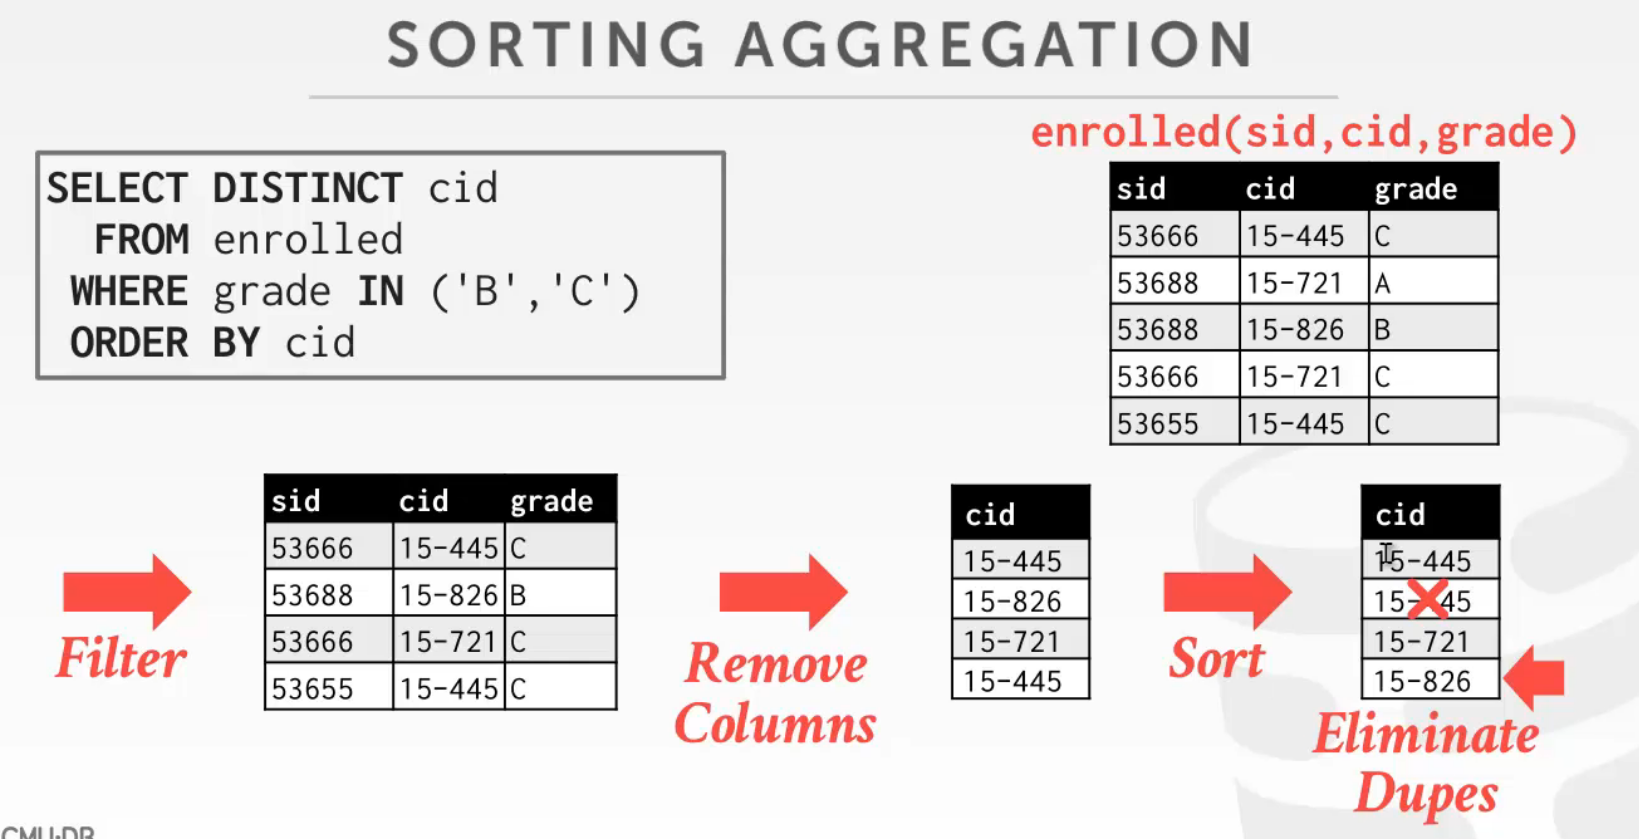 SORTING AGGREGATION
enrolled(sid,cid,grade)
SELECT DISTINCT cid
FROM enrolled
WHERE grade IN ('B','C')
ORDER BY cid
sid cid grade
53666 15-445 C
53688 15-721 A
53688 15-826 B
53666 15-721 C
53655 15-445 C
Filter
sid cid grade
53666 15-445 C
53688 15-826 B
53666 15-721 C
53655 15-445 C
Remove
Columns
cid
15-445
15-826
15-721
15-445
Sort
cid
15-445
15-445
15-721
15-826
Eliminate
Dupes
CMU·DB